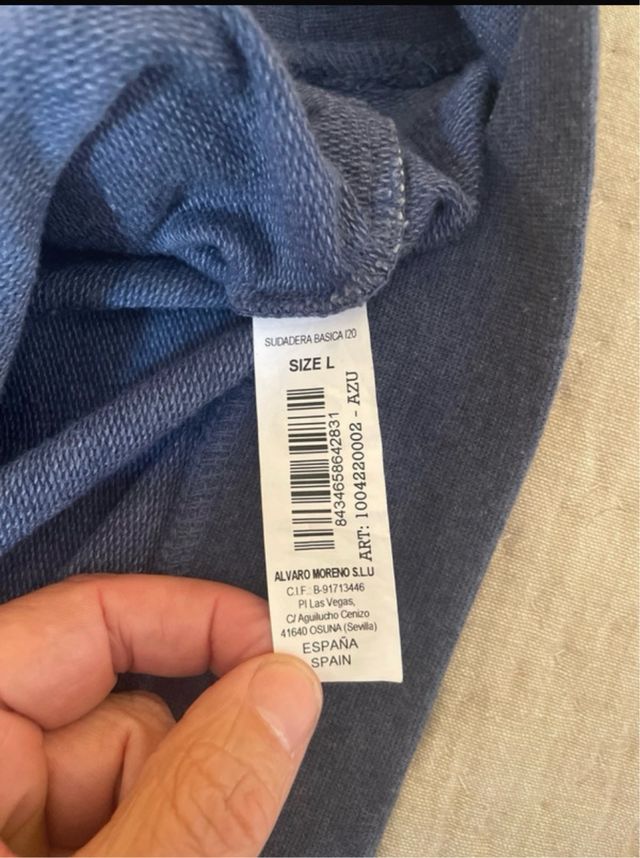 SUDADERA BASICA I20
SIZE L
8434658642831
ART: 1004220002 - AZU
ALVARO MORENO S.L.U
C.I.F.: B-91713446
PI Las Vegas,
C/ Aguilucho Cenizo
41640 OSUNA (Sevilla)
ESPAÑA
SPAIN